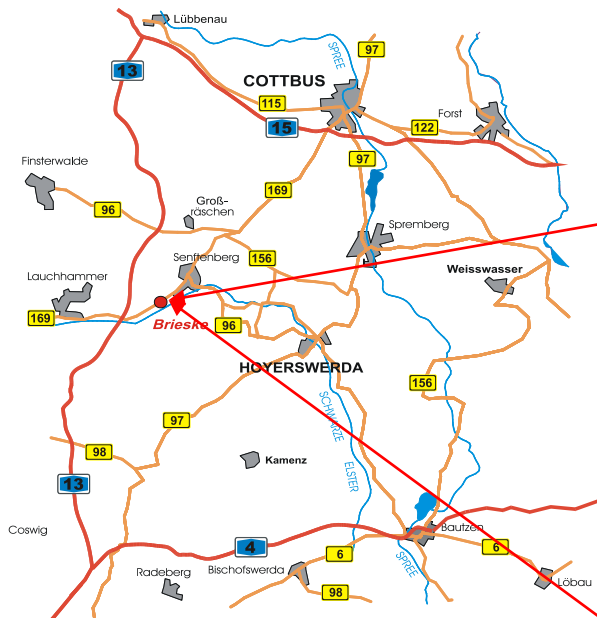 Lübbenau
SPREE
97
13
COTTBUS
115
Forst
15
122
97
Finsterwalde
169
96
Groß-
räschen
Spremberg
Senftenberg
156
Weisswasser
Lauchhammer
169
Brieske
96
HOYERSWERDA
156
SCHWARZE
97
98
Kamenz
ELSTER
13
Coswig
Bautzen
4
6
6
Radeberg
Bischofswerda
SPREE
Löbau
98